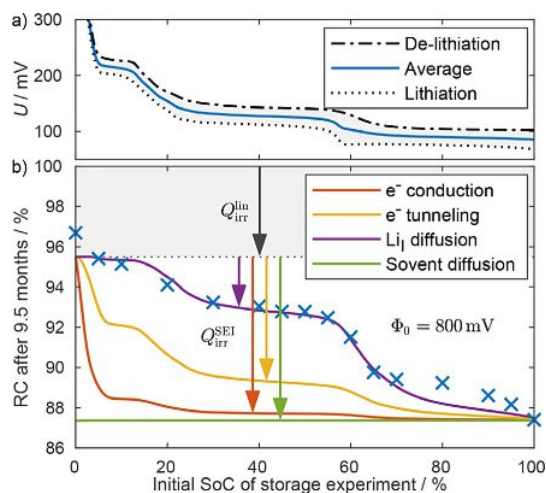 a)
300
200
100
U / mV
De-lithiation
Average
Lithiation
b)
100
98
96
94
92
90
88
86
RC after 9.5 months / %
Q_irr^lin
Q_irr^SEI
e⁻ conduction
e⁻ tunneling
Li_I diffusion
Sovent diffusion
Φ₀ = 800 mV
0 20 40 60 80 100
Initial SoC of storage experiment / %